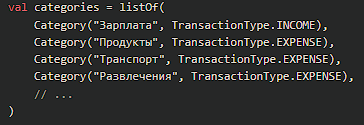 val categories = listOf(
Category("Зарплата", TransactionType.INCOME),
Category("Продукты", TransactionType.EXPENSE),
Category("Транспорт", TransactionType.EXPENSE),
Category("Развлечения", TransactionType.EXPENSE),
// ...
)